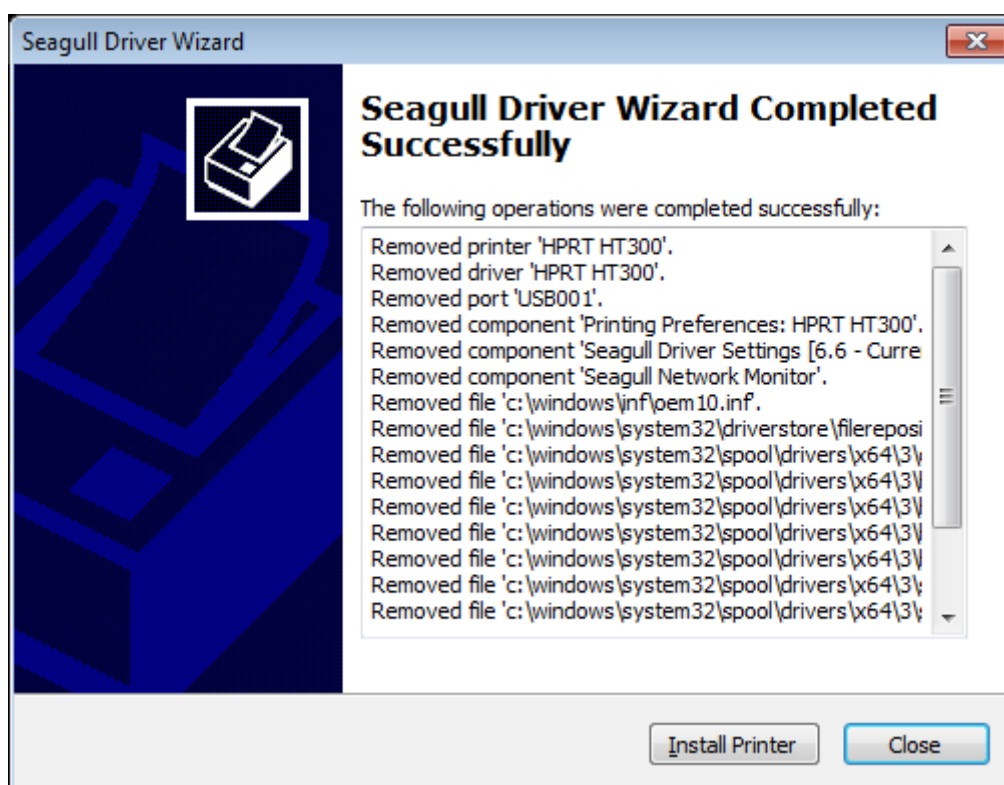 Seagull Driver Wizard
Seagull Driver Wizard Completed
Successfully
The following operations were completed successfully:
Removed printer 'HPRT HT300'.
Removed driver 'HPRT HT300'.
Removed port 'USB001'.
Removed component 'Printing Preferences: HPRT HT300'.
Removed component 'Seagull Driver Settings [6.6 - Curre
Removed component 'Seagull Network Monitor'.
Removed file 'c:\windows\inf\oem10.inf'.
Removed file 'c:\windows\system32\driverstore\filereposi
Removed file 'c:\windows\system32\spool\drivers\x64\3\
Removed file 'c:\windows\system32\spool\drivers\x64\3\
Removed file 'c:\windows\system32\spool\drivers\x64\3\
Removed file 'c:\windows\system32\spool\drivers\x64\3\
Removed file 'c:\windows\system32\spool\drivers\x64\3\
Removed file 'c:\windows\system32\spool\drivers\x64\3\
Removed file 'c:\windows\system32\spool\drivers\x64\3\
Install Printer
Close